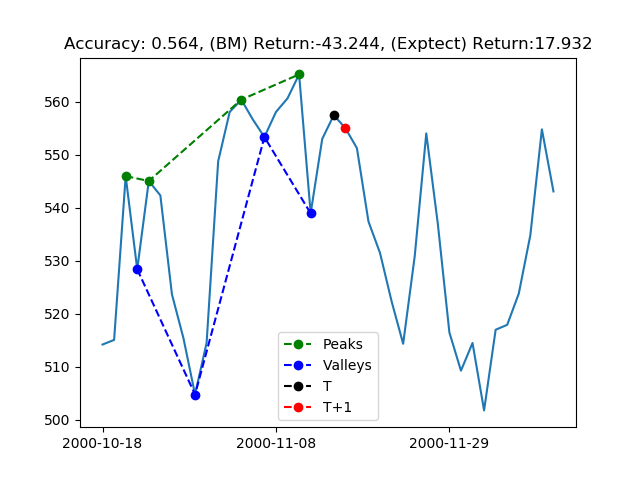 Accuracy: 0.564, (BM) Return:-43.244, (Exptect) Return:17.932
560
550
540
530
520
510
500
Peaks
Valleys
T
T+1
2000-10-18
2000-11-08
2000-11-29